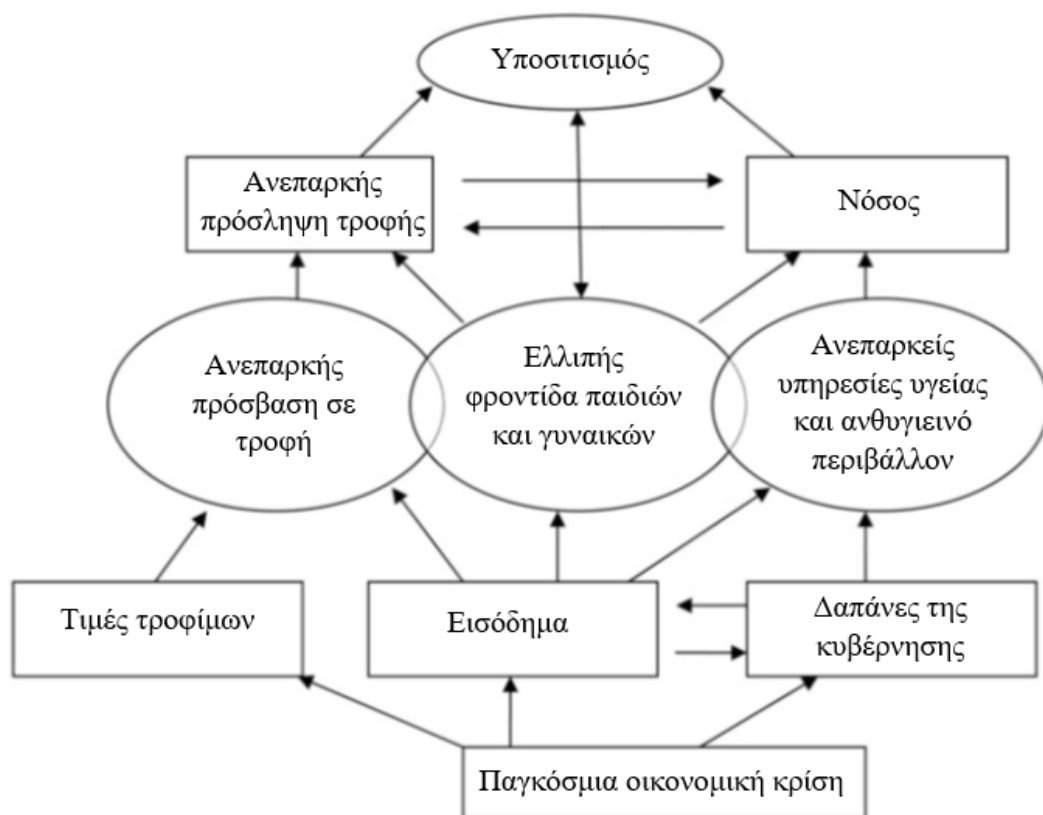 Υποσιτισμός
Ανεπαρκής
πρόσληψη τροφής
Νόσος
Ανεπαρκής
πρόσβαση σε
τροφή
Ελλιπής
φροντίδα παιδιών
και γυναικών
Ανεπαρκείς
υπηρεσίες υγείας
και ανθυγιεινό
περιβάλλον
Τιμές τροφίμων
Εισόδημα
Δαπάνες της
κυβέρνησης
Παγκόσμια οικονομική κρίση